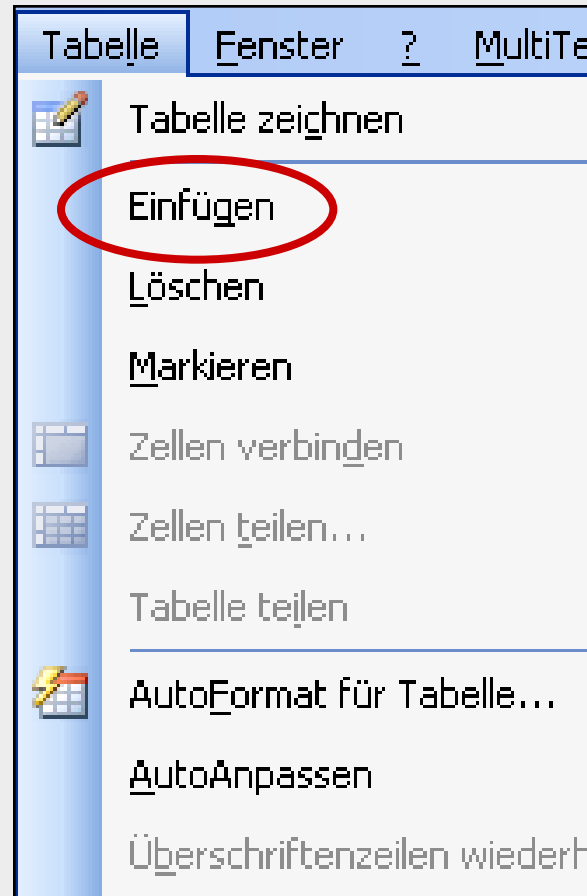 Tabelle Fenster ? MultiTe
Tabelle zeichnen
Einfügen
Löschen
Markieren
Zellen verbinden
Zellen teilen...
Tabelle teilen
AutoFormat für Tabelle...
AutoAnpassen
Überschriftenzeilen wiederh